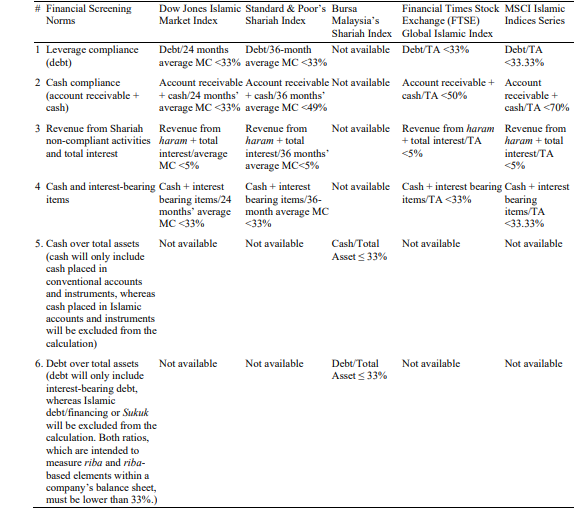 # Financial Screening Norms | Dow Jones Islamic Market Index | Standard & Poor's Shariah Index | Bursa Malaysia's Shariah Index | Financial Times Stock Exchange (FTSE) Global Islamic Index | MSCI Islamic Indices Series
1 Leverage compliance (debt) | Debt/24 months average MC <33% | Debt/36-month average MC <33% | Not available | Debt/TA <33% | Debt/TA <33.33%
2 Cash compliance (account receivable + cash) | Account receivable + cash/24 months' average MC <33% | Account receivable + cash/36 months' average MC <49% | Not available | Account receivable + cash/TA <50% | Account receivable + cash/TA <70%
3 Revenue from Shariah non-compliant activities and total interest | Revenue from haram + total interest/average MC <5% | Revenue from haram + total interest/36 months' average MC<5% | Not available | Revenue from haram + total interest/TA <5% | Revenue from haram + total interest/TA <5%
4 Cash and interest-bearing items | Cash + interest bearing items/24 months' average MC <33% | Cash + interest bearing items/36-month average MC <33% | Not available | Cash + interest bearing items/TA <33% | Cash + interest bearing items/TA <33.33%
5. Cash over total assets (cash will only include cash placed in conventional accounts and instruments, whereas cash placed in Islamic accounts and instruments will be excluded from the calculation) | Not available | Not available | Cash/Total Asset ≤ 33% | Not available | Not available
6. Debt over total assets (debt will only include interest-bearing debt, whereas Islamic debt/financing or Sukuk will be excluded from the calculation. Both ratios, which are intended to measure riba and riba-based elements within a company's balance sheet, must be lower than 33%.) | Not available | Not available | Debt/Total Asset ≤ 33% | Not available | Not available